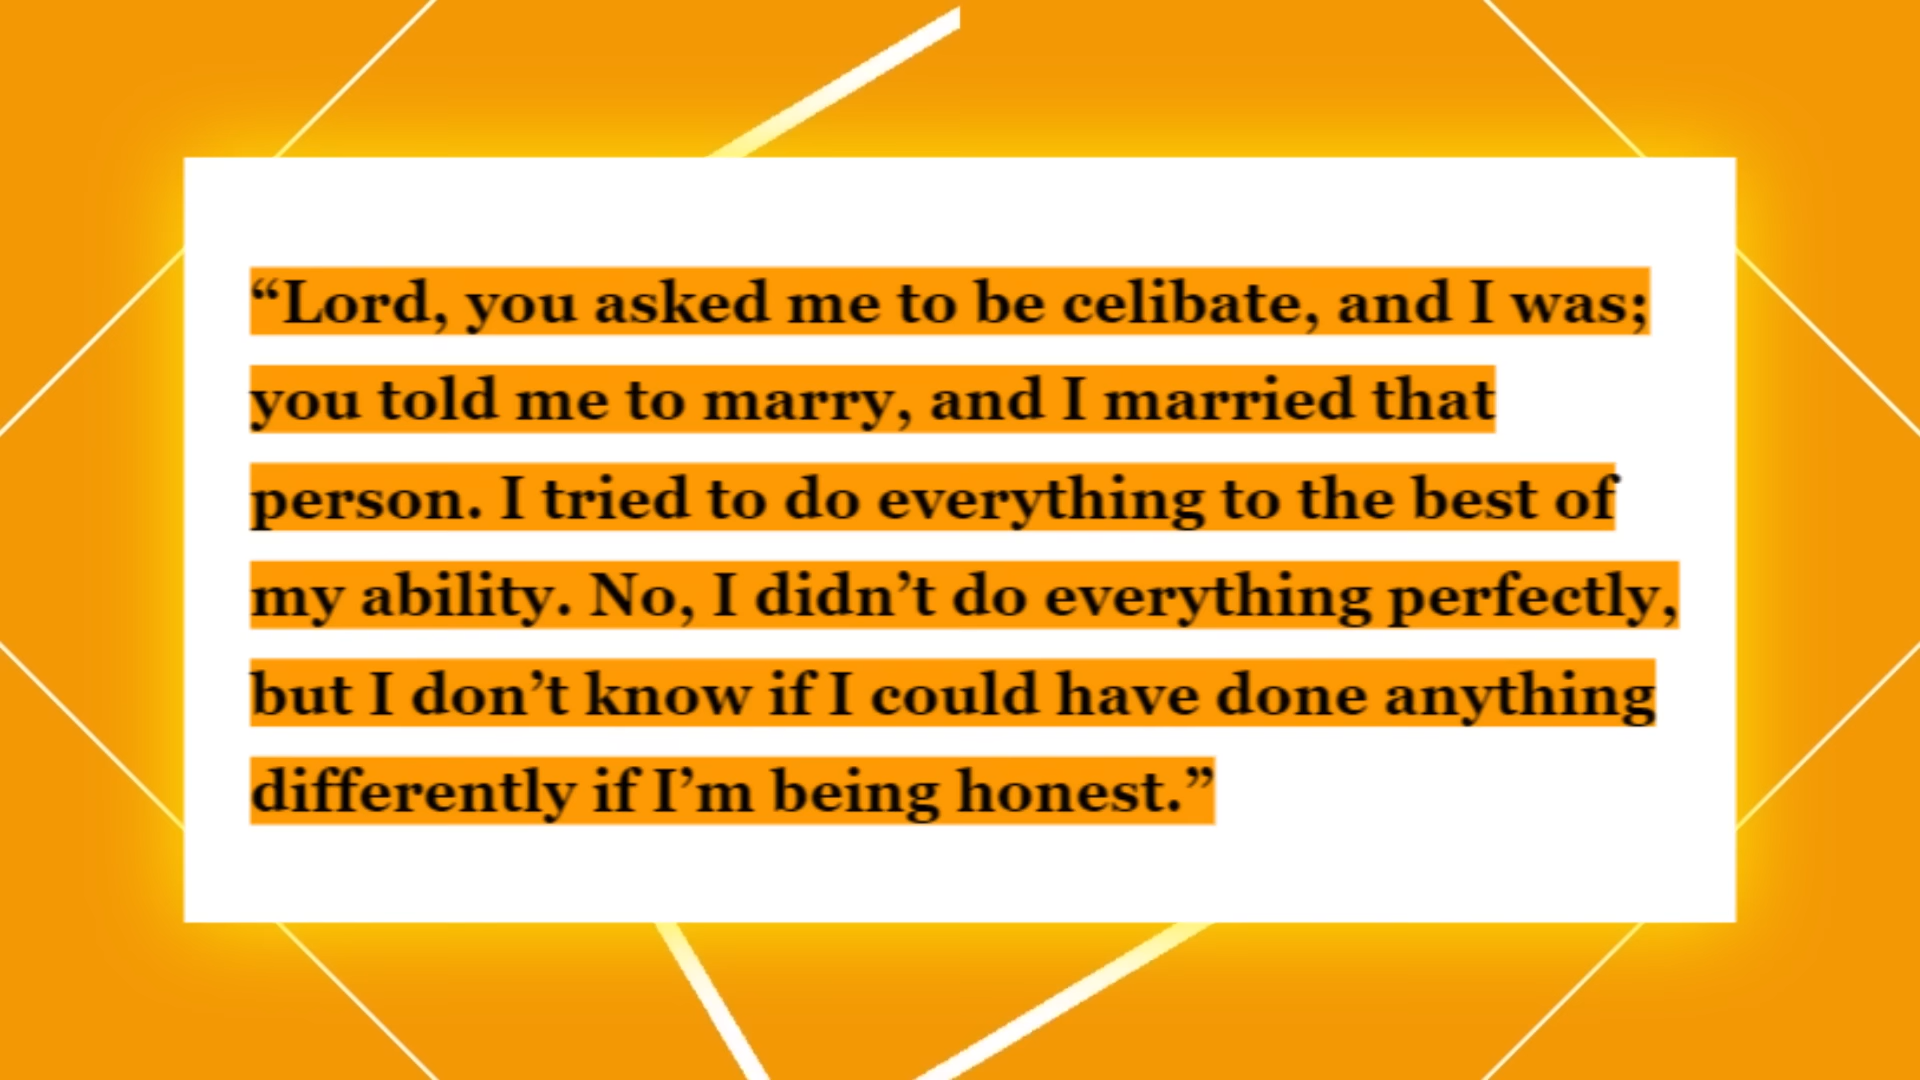 “Lord, you asked me to be celibate, and I was;
you told me to marry, and I married that
person. I tried to do everything to the best of
my ability. No, I didn’t do everything perfectly,
but I don’t know if I could have done anything
differently if I’m being honest.”